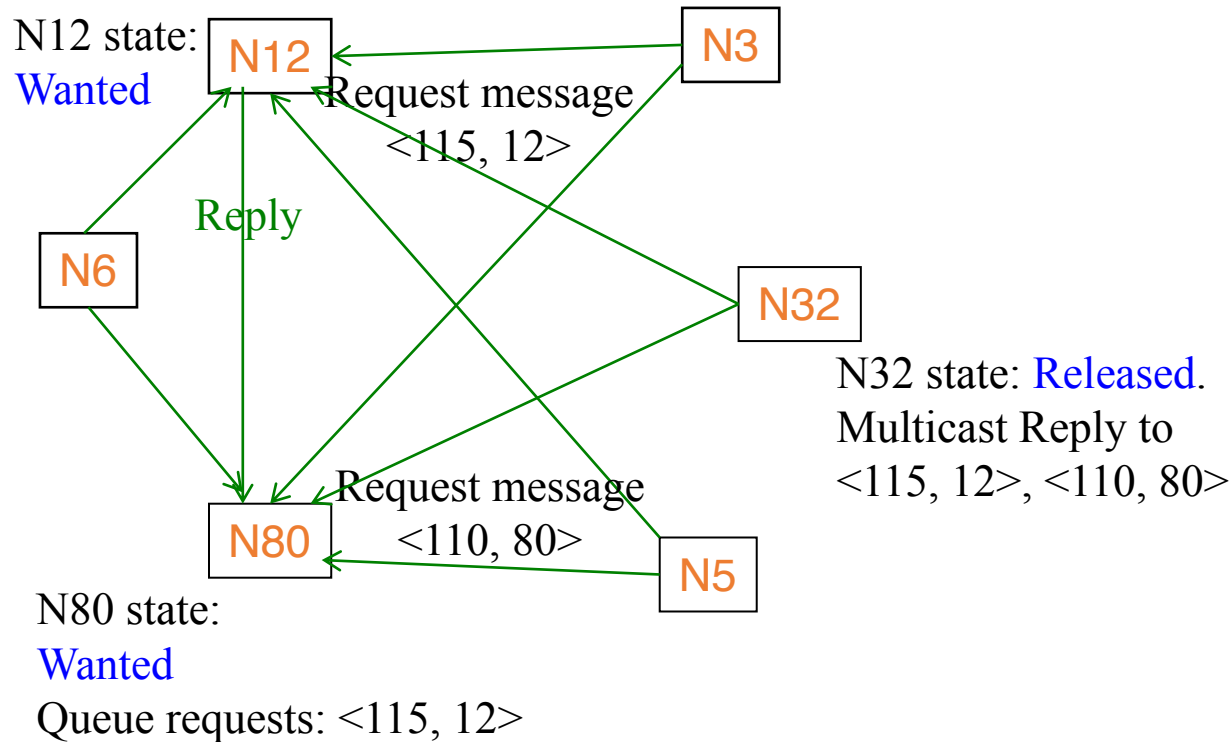 N12 state:
Wanted
N12
N3
Request message
<115, 12>
Reply
N6
N32
N32 state: Released.
Multicast Reply to
<115, 12>, <110, 80>
Request message
<110, 80>
N80
N5
N80 state:
Wanted
Queue requests: <115, 12>